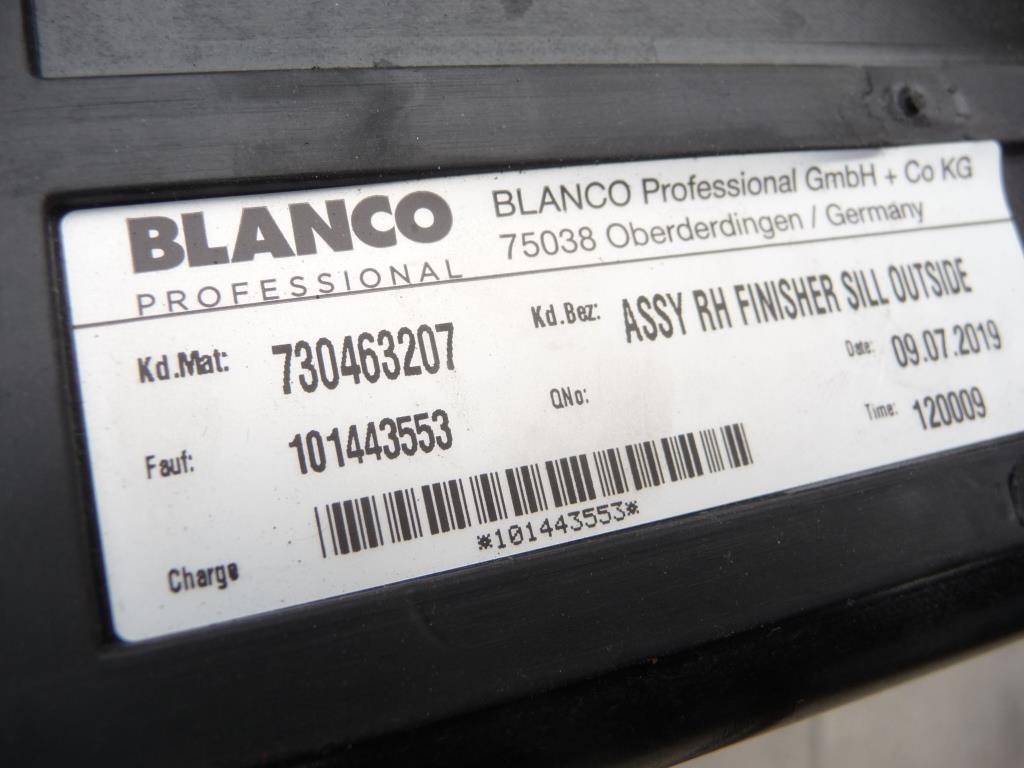 BLANCO
PROFESSIONAL
BLANCO Professional GmbH + Co KG
75038 Oberderdingen / Germany
Kd.Mat: 730463207
Kd.Bez: ASSY RH FINISHER SILL OUTSIDE
Fauf: 101443553
QNo:
Date: 09.07.2019
Time: 120009
*101443553*
Charge